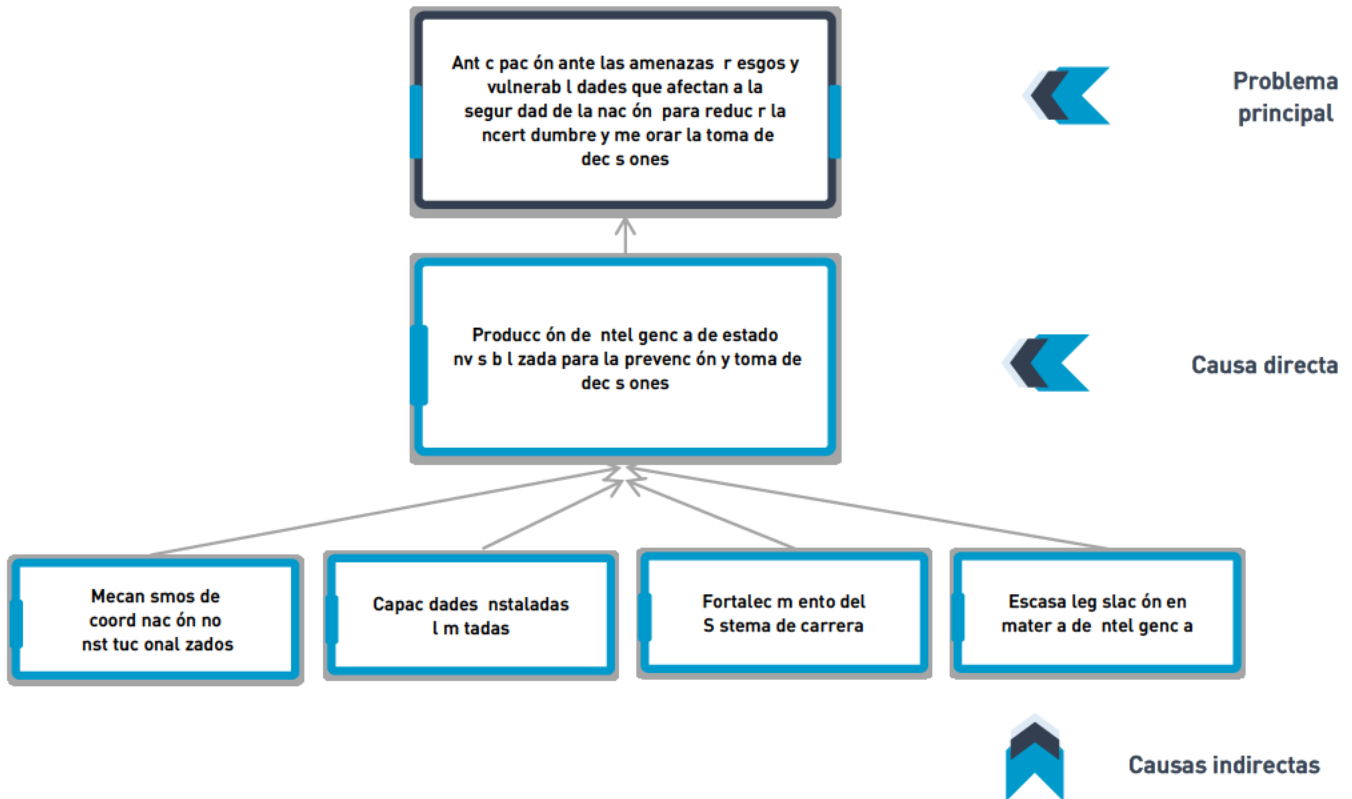 Ant c pac ón ante las amenazas r esgos y
vulnerab l dades que afectan a la
segur dad de la nac ón para reduc r la
ncert dumbre y me orar la toma de
dec s ones
Problema
principal
Producc ón de ntel genc a de estado
nv s b l zada para la prevenc ón y toma de
dec s ones
Causa directa
Mecan smos de
coord nac ón no
nst tuc onal zados
Capac dades nstaladas
l m tadas
Fortalec m ento del
S stema de carrera
Escasa leg slac ón en
mater a de ntel genc a
Causas indirectas